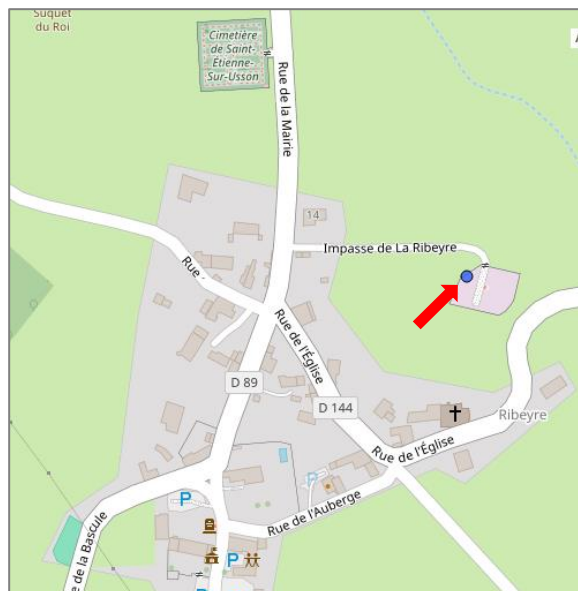 Suquet
du Roi
Cimetière
de Saint-
Étienne-
Sur-Usson
A
Rue de la Mairie
14
Impasse de La Ribeyre
Rue
Rue de l'Église
D 89
D 144
Ribeyre
Rue de l'Église
P
Rue de l'Auberge
P
e de la Bascule
P
P